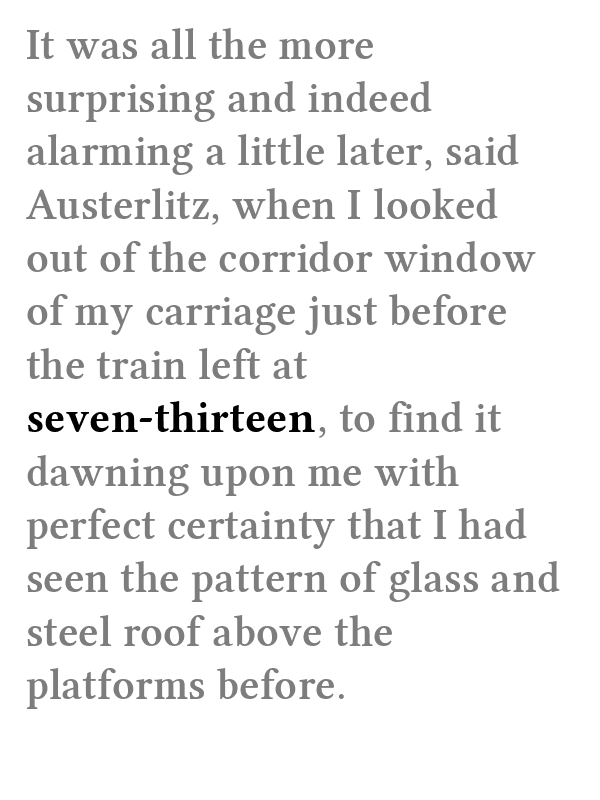 It was all the more
surprising and indeed
alarming a little later, said
Austerlitz, when I looked
out of the corridor window
of my carriage just before
the train left at
seven-thirteen, to find it
dawning upon me with
perfect certainty that I had
seen the pattern of glass and
steel roof above the
platforms before.